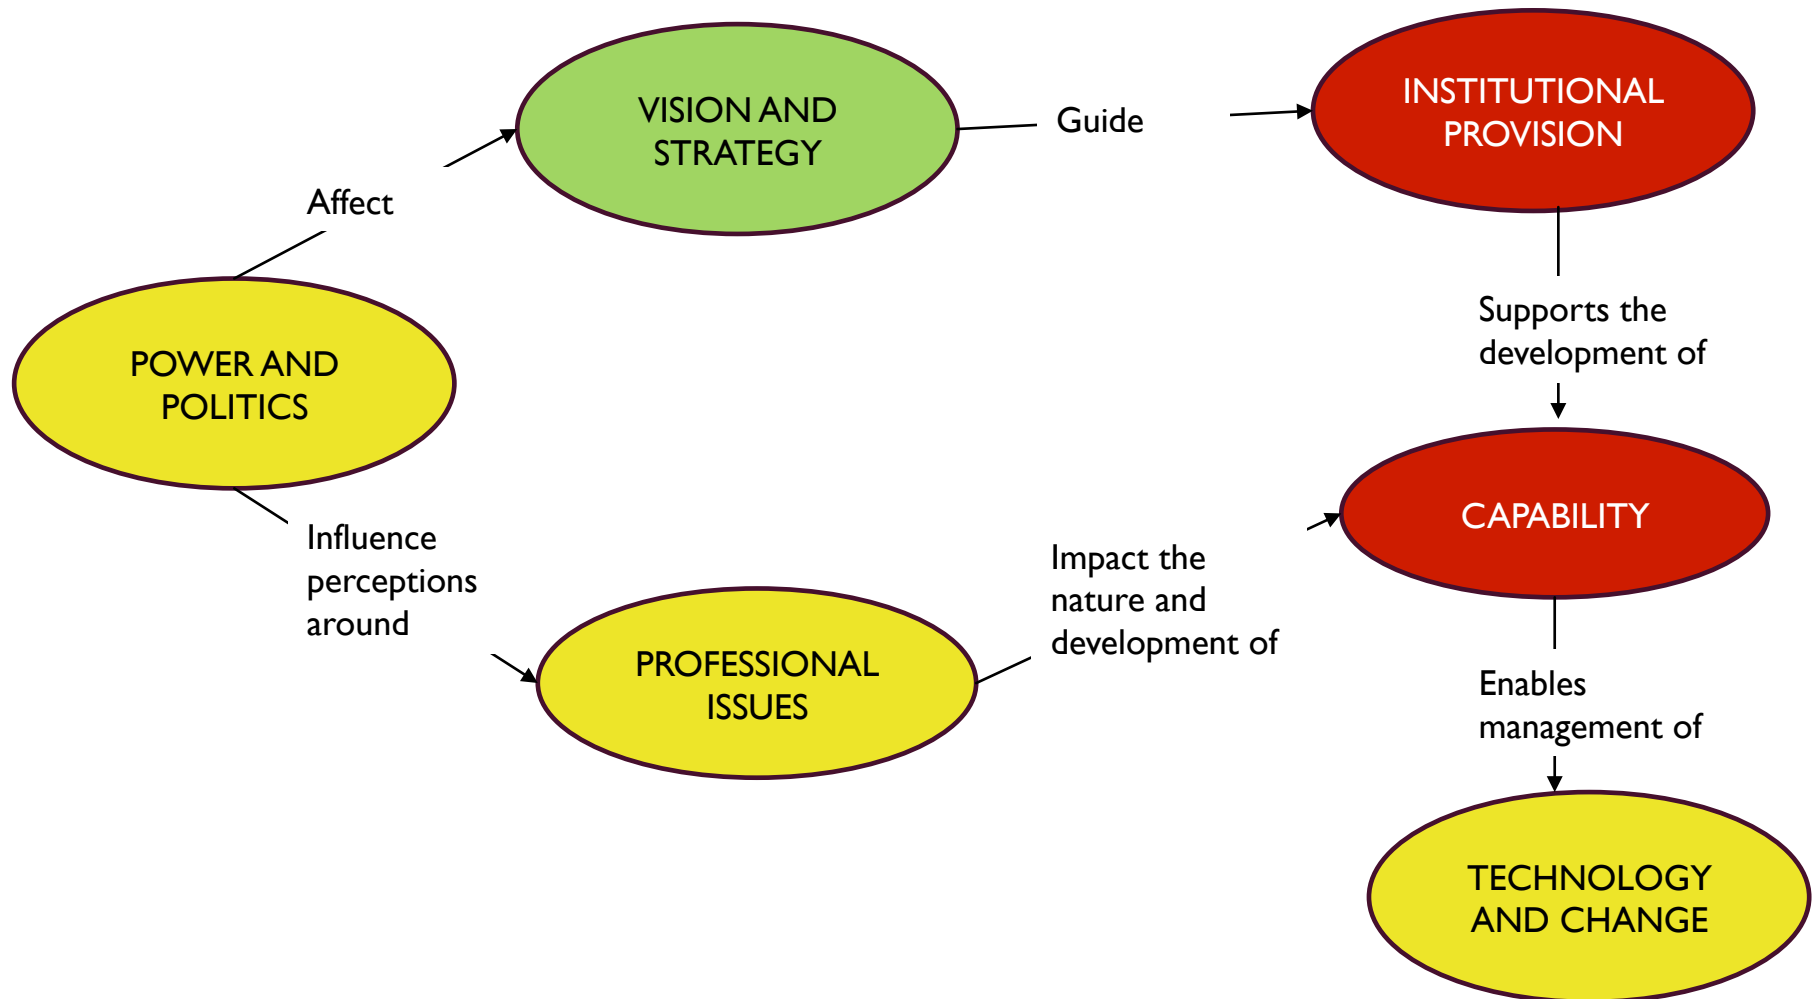 VISION AND
STRATEGY
Guide
INSTITUTIONAL
PROVISION
Affect
POWER AND
POLITICS
Supports the
development of
CAPABILITY
Influence
perceptions
around
Impact the
nature and
development of
PROFESSIONAL
ISSUES
Enables
management of
TECHNOLOGY
AND CHANGE